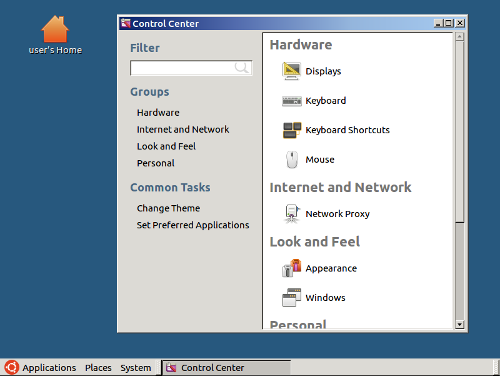 Control Center
user's Home
Filter
Groups
Hardware
Internet and Network
Look and Feel
Personal
Common Tasks
Change Theme
Set Preferred Applications
Hardware
Displays
Keyboard
Keyboard Shortcuts
Mouse
Internet and Network
Network Proxy
Look and Feel
Appearance
Windows
Personal
Applications Places System Control Center